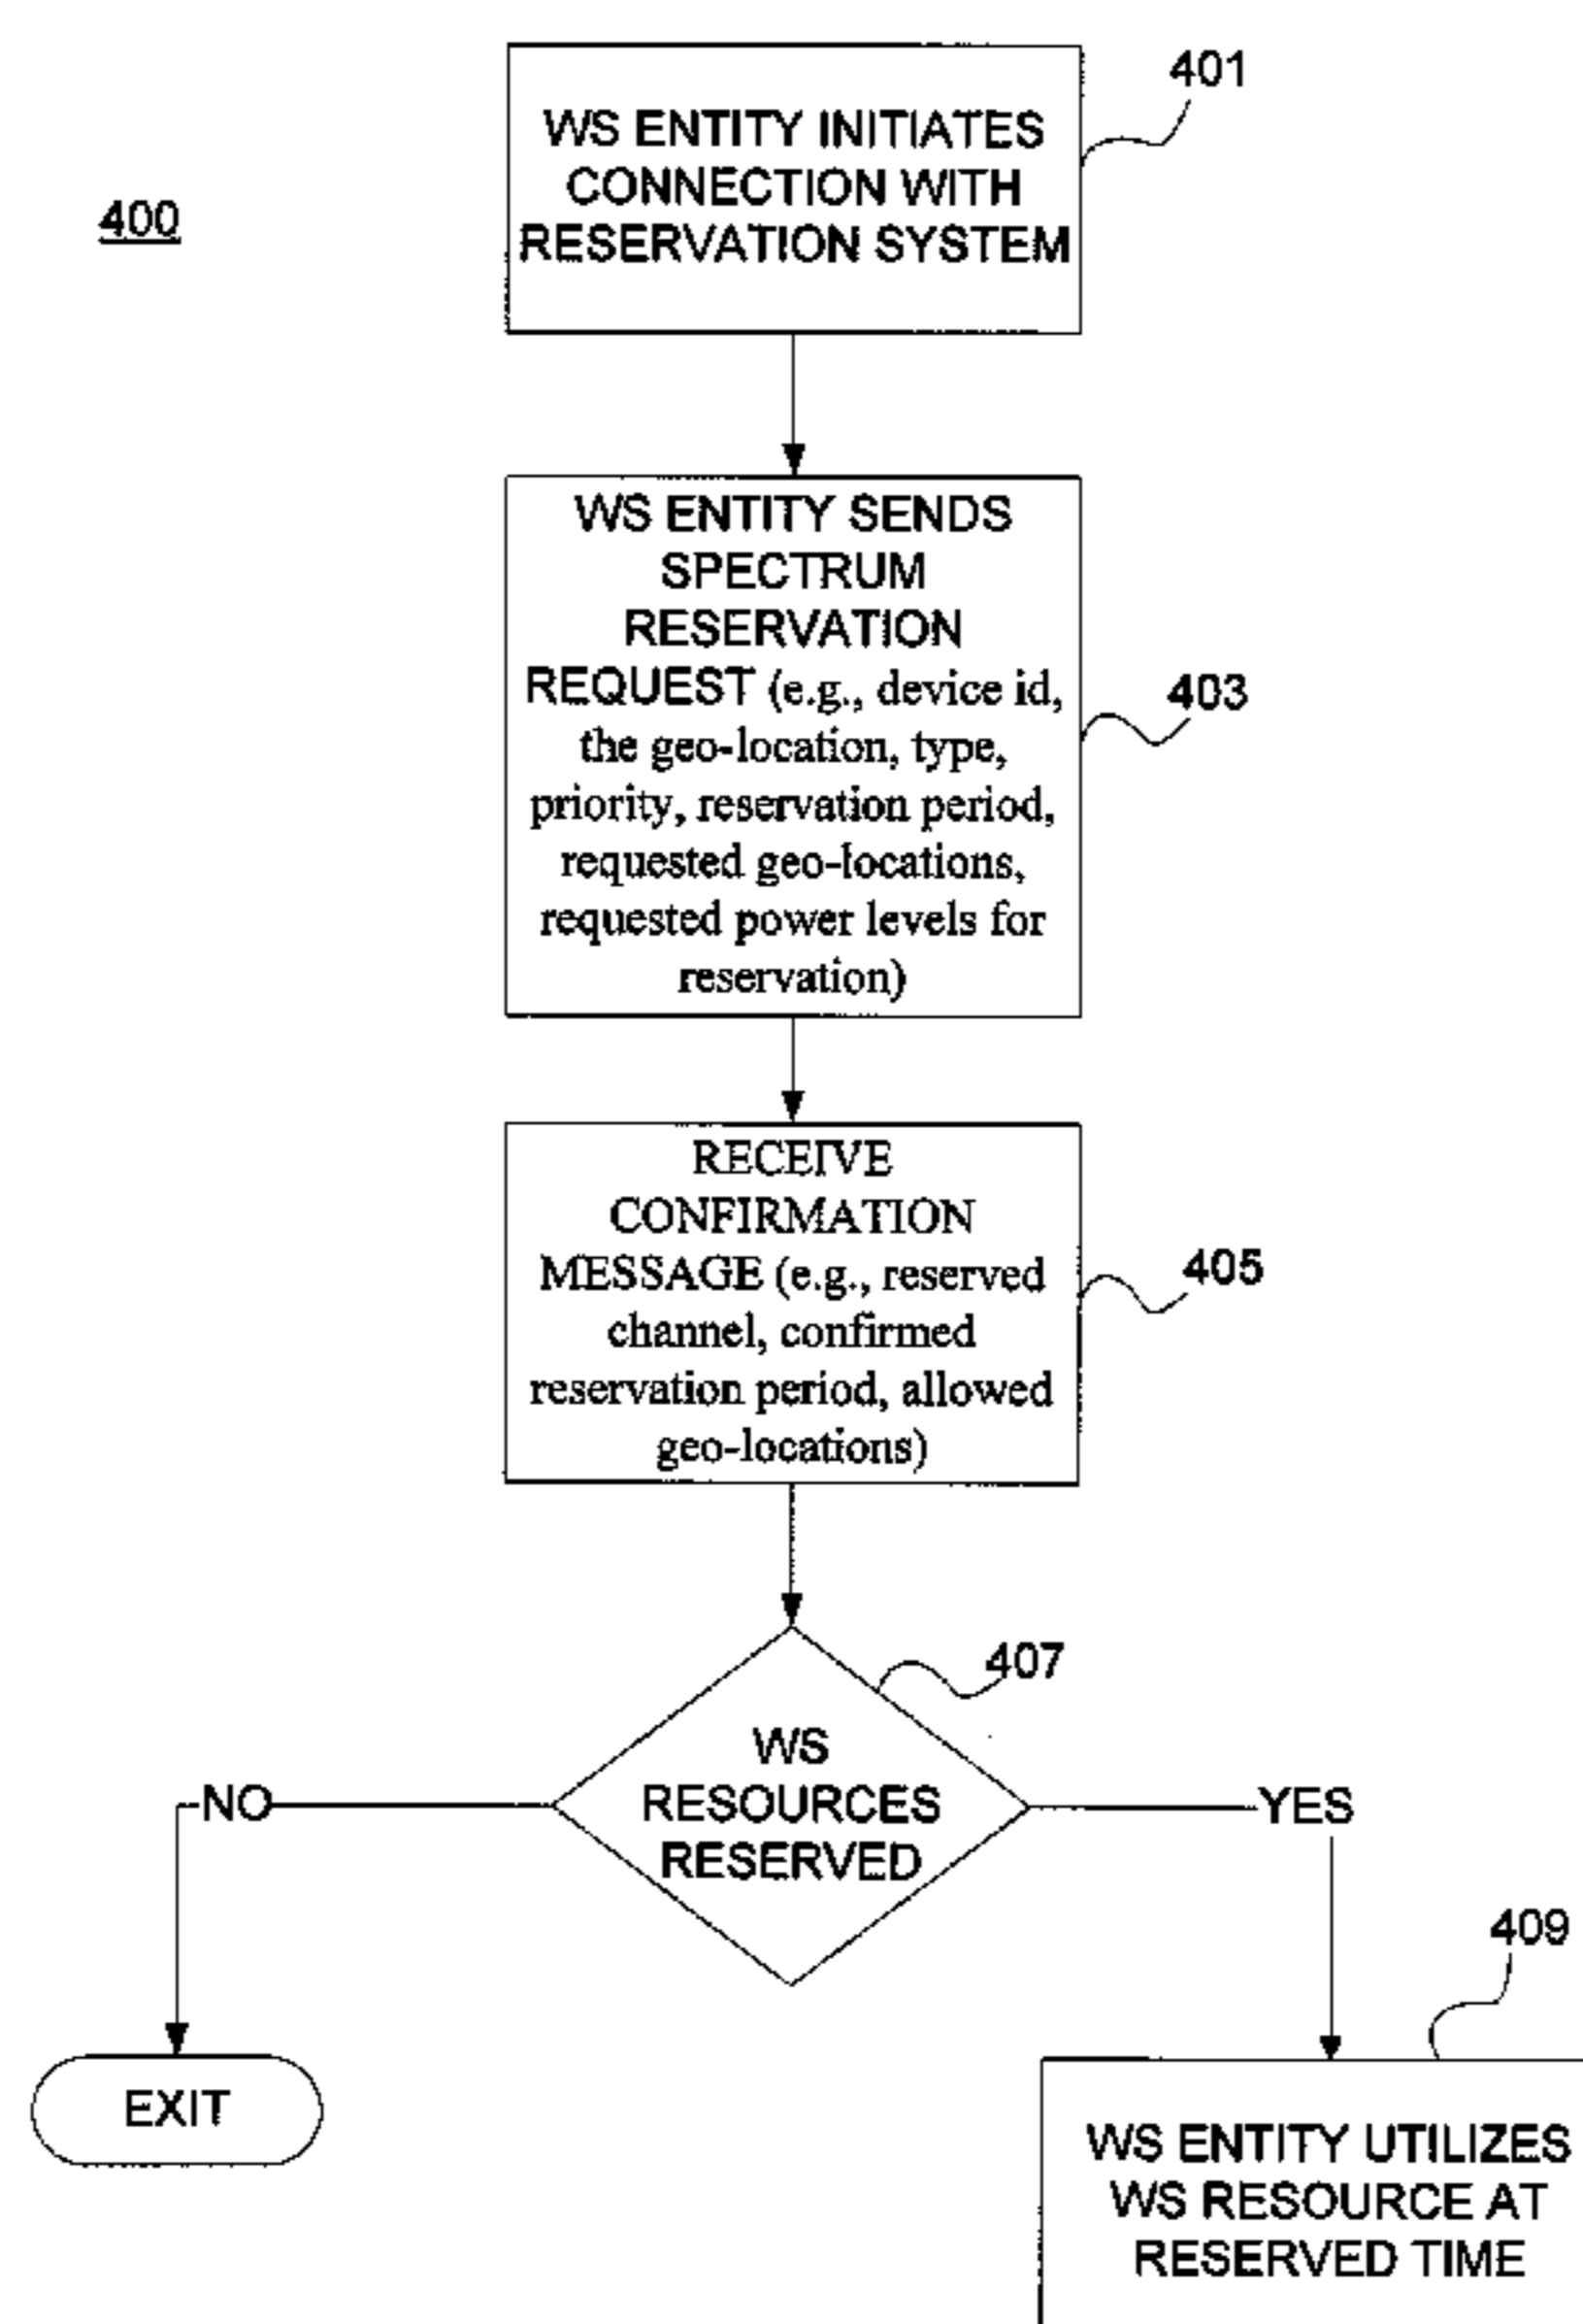 401
WS ENTITY INITIATES
CONNECTION WITH
RESERVATION SYSTEM
400
WS ENTITY SENDS
SPECTRUM
RESERVATION
REQUEST (e.g., device id,
the geo-location, type,
priority, reservation period,
requested geo-locations,
requested power levels for
reservation)
403
RECEIVE
CONFIRMATION
MESSAGE (e.g., reserved
channel, confirmed
reservation period, allowed
geo-locations)
405
407
WS
RESOURCES
RESERVED
NO
YES
409
EXIT
WS ENTITY UTILIZES
WS RESOURCE AT
RESERVED TIME